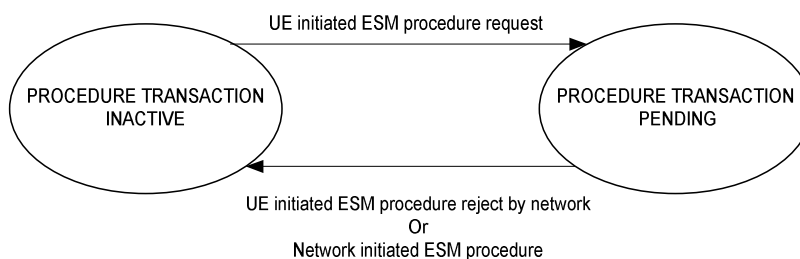 UE initiated ESM procedure request
PROCEDURE TRANSACTION
INACTIVE
PROCEDURE TRANSACTION
PENDING
UE initiated ESM procedure reject by network
Or
Network initiated ESM procedure